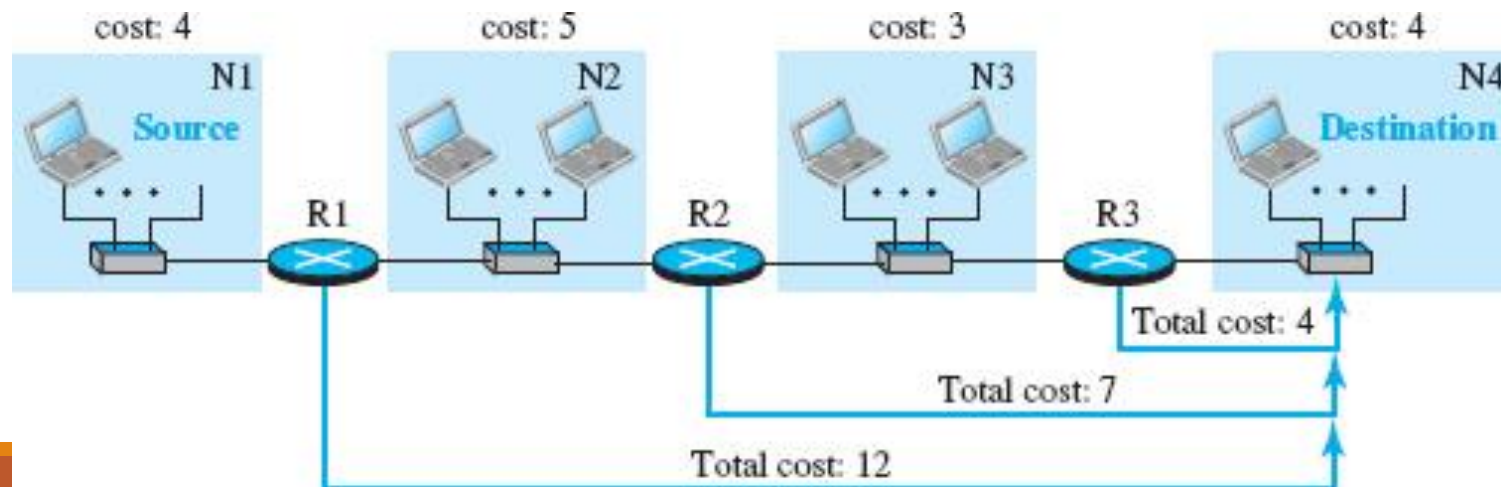 cost: 4
cost: 5
cost: 3
cost: 4
N1
N2
N3
N4
Source
Destination
R1
R2
R3
Total cost: 4
Total cost: 7
Total cost: 12